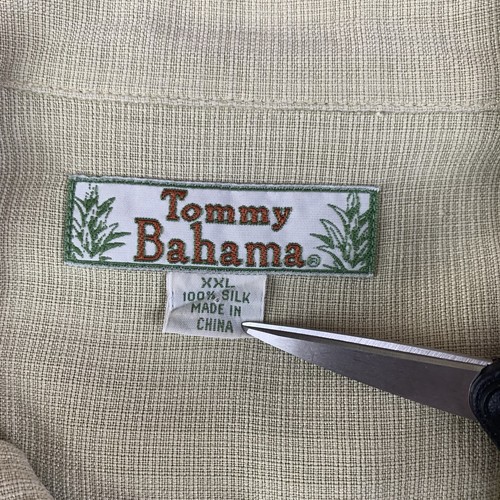 Tommy
Bahama®
XXL
100% SILK
MADE IN
CHINA